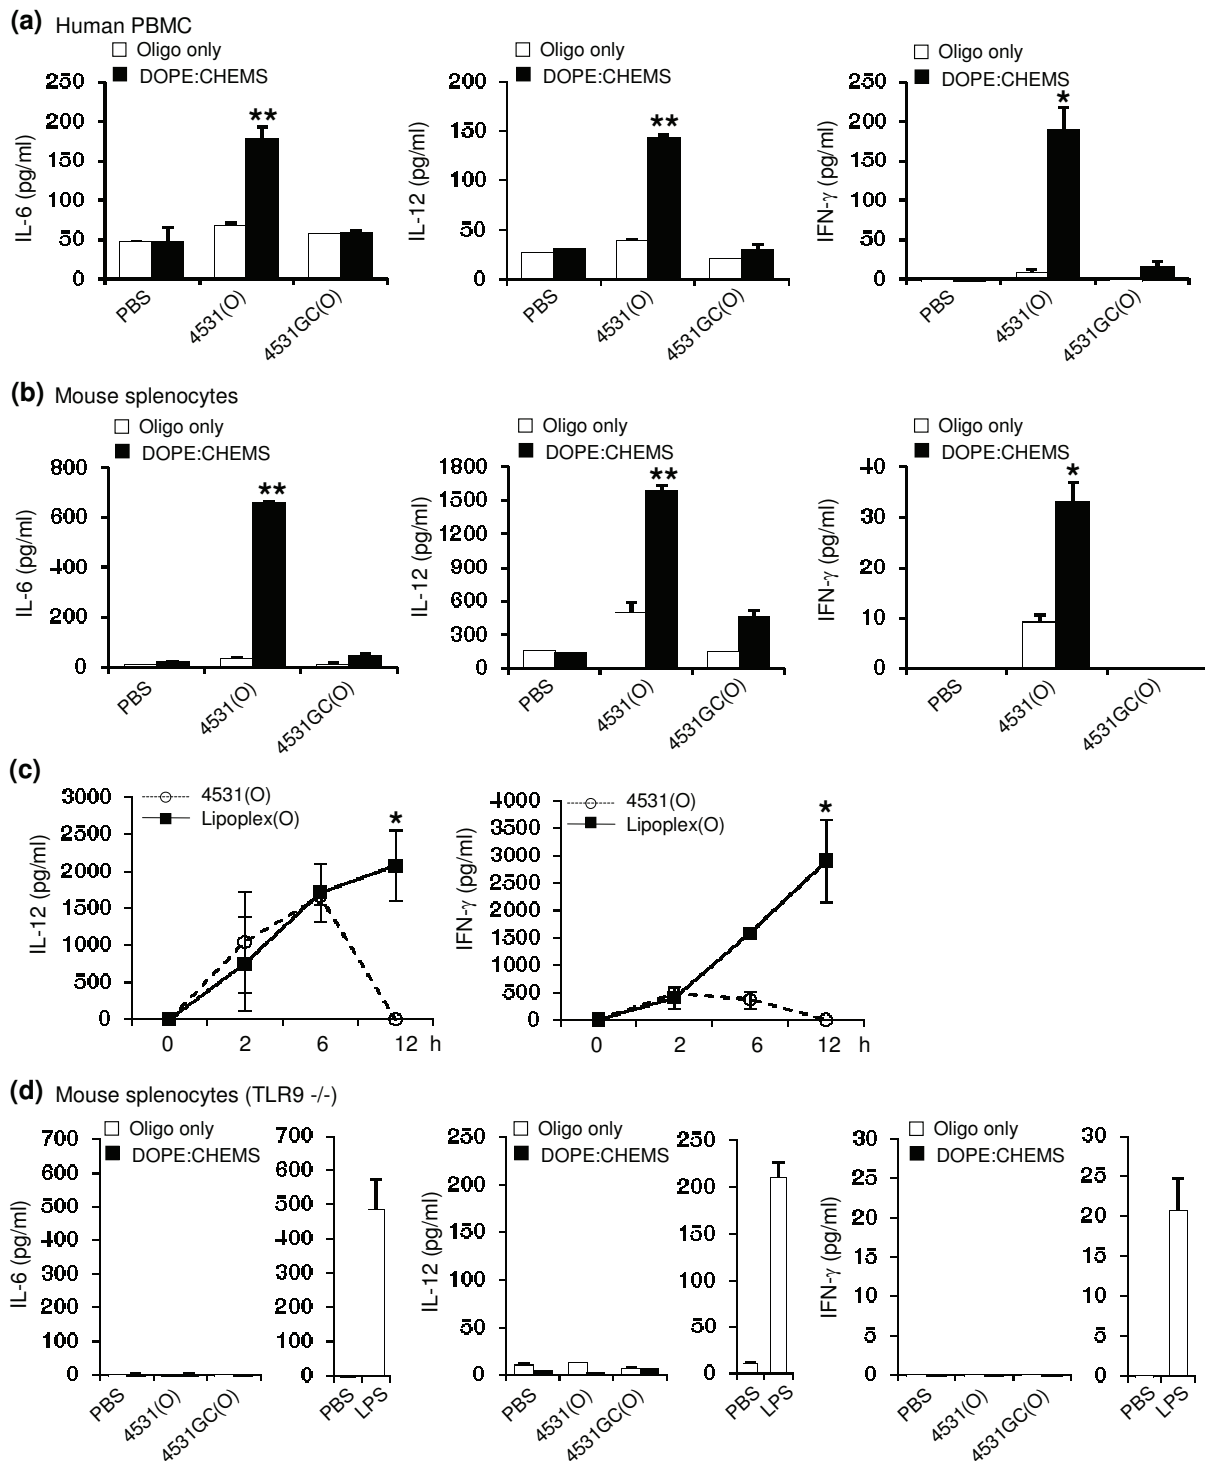 (a) Human PBMC
Oligo only
DOPE:CHEMS
250
200
150
100
50
0
IL-6 (pg/ml)
**
PBS
4531(O)
4531GC(O)
Oligo only
DOPE:CHEMS
200
150
100
50
0
IL-12 (pg/ml)
**
PBS
4531(O)
4531GC(O)
Oligo only
DOPE:CHEMS
250
200
150
100
50
0
IFN-γ (pg/ml)
*
PBS
4531(O)
4531GC(O)
(b) Mouse splenocytes
Oligo only
DOPE:CHEMS
800
600
400
200
0
IL-6 (pg/ml)
**
PBS
4531(O)
4531GC(O)
Oligo only
DOPE:CHEMS
1800
1500
1200
900
600
300
0
IL-12 (pg/ml)
**
PBS
4531(O)
4531GC(O)
Oligo only
DOPE:CHEMS
40
30
20
10
0
IFN-γ (pg/ml)
*
PBS
4531(O)
4531GC(O)
(c)
4531(O)
Lipoplex(O)
3000
2500
2000
1500
1000
500
0
IL-12 (pg/ml)
*
0 2 6 12 h
4531(O)
Lipoplex(O)
4000
3500
3000
2500
2000
1500
1000
500
0
IFN-γ (pg/ml)
*
0 2 6 12 h
(d) Mouse splenocytes (TLR9 -/-)
Oligo only
DOPE:CHEMS
700
600
500
400
300
200
100
0
IL-6 (pg/ml)
PBS
4531(O)
4531GC(O)
700
600
500
400
300
200
100
0
PBS
LPS
Oligo only
DOPE:CHEMS
250
200
150
100
50
0
IL-12 (pg/ml)
PBS
4531(O)
4531GC(O)
250
200
150
100
50
0
PBS
LPS
Oligo only
DOPE:CHEMS
30
25
20
15
10
5
0
IFN-γ (pg/ml)
PBS
4531(O)
4531GC(O)
30
25
20
15
10
5
0
PBS
LPS